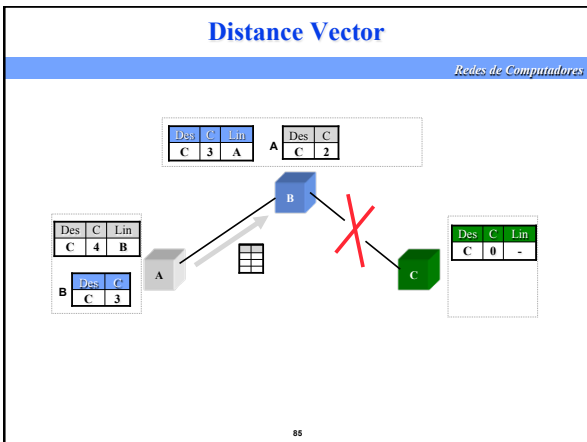 Distance Vector
Redes de Computadores
Des C Lin
C 3 A
A
Des C
C 2
B
Des C Lin
C 4 B
B
Des C
C 3
A
C
Des C Lin
C 0 -
85